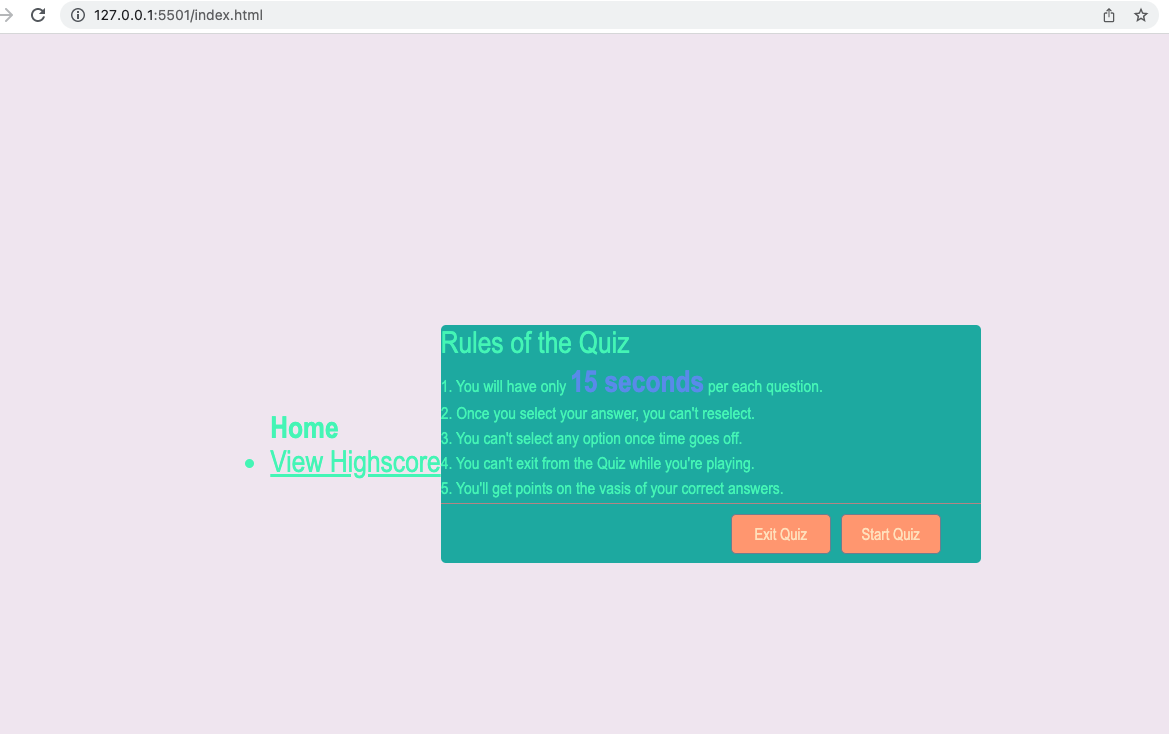 127.0.0.1:5501/index.html
Home
• View Highscore
Rules of the Quiz
1. You will have only 15 seconds per each question.
2. Once you select your answer, you can't reselect.
3. You can't select any option once time goes off.
4. You can't exit from the Quiz while you're playing.
5. You'll get points on the vasis of your correct answers.
Exit Quiz Start Quiz